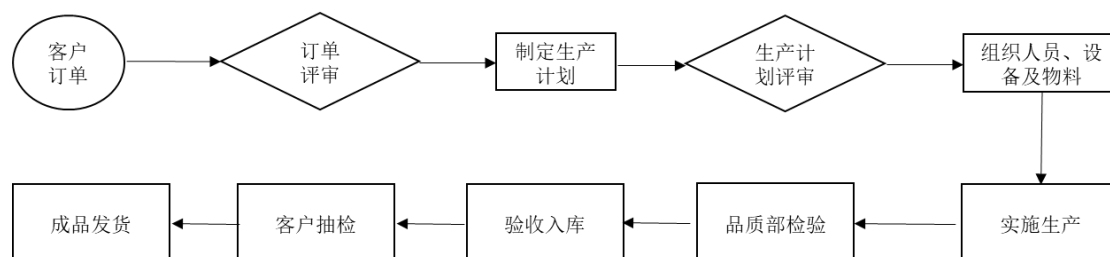 客户
订单
订单
评审
制定生产
计划
生产计
划评审
组织人员、设
备及物料
成品发货
客户抽检
验收入库
品质部检验
实施生产